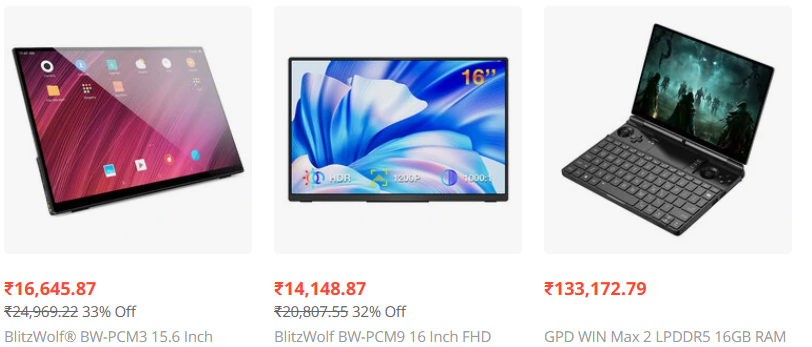 16’’
HDR 1200P 1000:1
₹16,645.87
₹24,969.22 33% Off
BlitzWolf® BW-PCM3 15.6 Inch
₹14,148.87
₹20,807.55 32% Off
BlitzWolf BW-PCM9 16 Inch FHD
₹133,172.79
GPD WIN Max 2 LPDDR5 16GB RAM